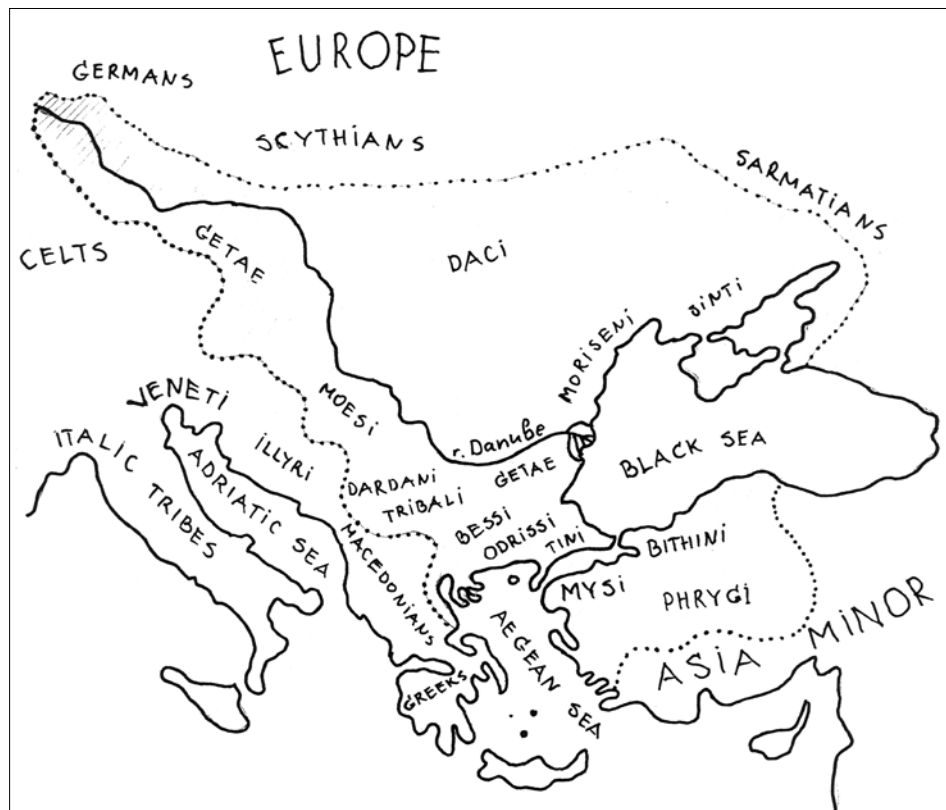 EUROPE
GERMANS
SCYTHIANS
SARMATIANS
CELTS
GETAE
DACI
SINTI
MORISENI
VENETI
MOESI
ITALIC TRIBES
ILLYRI
ADRIATIC SEA
r. Danube
BLACK SEA
DARDANI
GETAE
TRIBALI
BESSI
ODRISSI
TINI
MACEDONIANS
BITHINI
MYSI
PHRYGI
AEGEAN SEA
ASIA MINOR
GREEKS